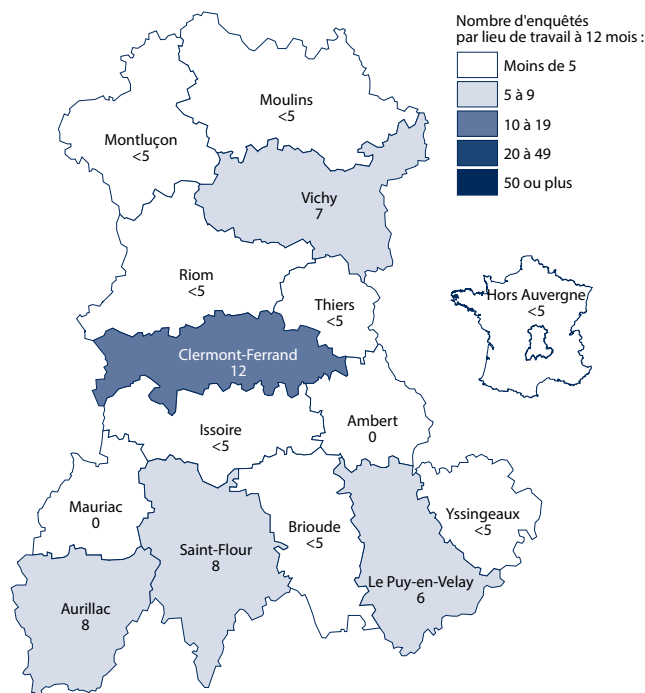 Nombre d'enquêtés
par lieu de travail à 12 mois :
Moins de 5
5 à 9
10 à 19
20 à 49
50 ou plus
Moulins
<5
Montluçon
<5
Vichy
7
Riom
<5
Thiers
<5
Hors Auvergne
<5
Clermont-Ferrand
12
Ambert
0
Issoire
<5
Mauriac
0
Saint-Flour
8
Brioude
<5
Yssingeaux
<5
Le Puy-en-Velay
6
Aurillac
8